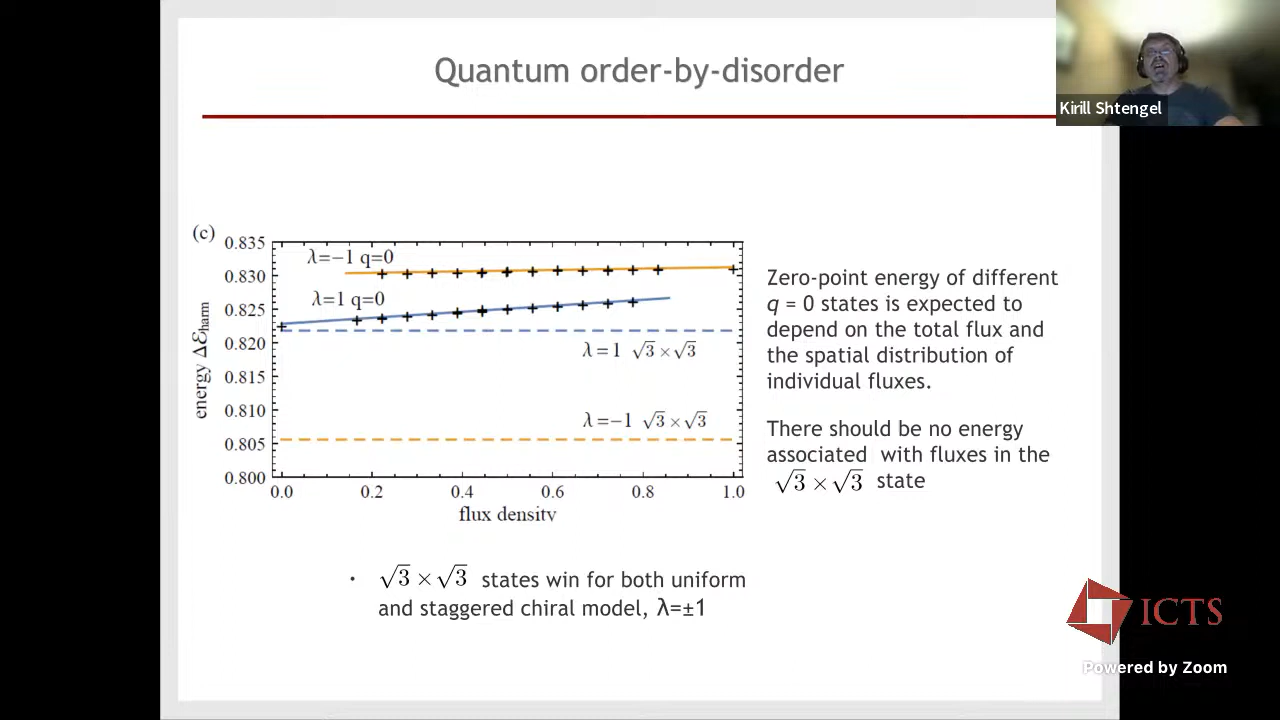 Quantum order-by-disorder
Kirill Shtengel
(c)
0.835
0.830
0.825
0.820
0.815
0.810
0.805
0.800
energy Δℰharm
λ=−1 q=0
λ=1 q=0
λ = 1 √3 × √3
λ=−1 √3 × √3
0.0 0.2 0.4 0.6 0.8 1.0
flux density
Zero-point energy of different
q = 0 states is expected to
depend on the total flux and
the spatial distribution of
individual fluxes.
There should be no energy
associated with fluxes in the
√3 × √3 state
• √3 × √3 states win for both uniform
and staggered chiral model, λ=±1
ICTS
Powered by Zoom